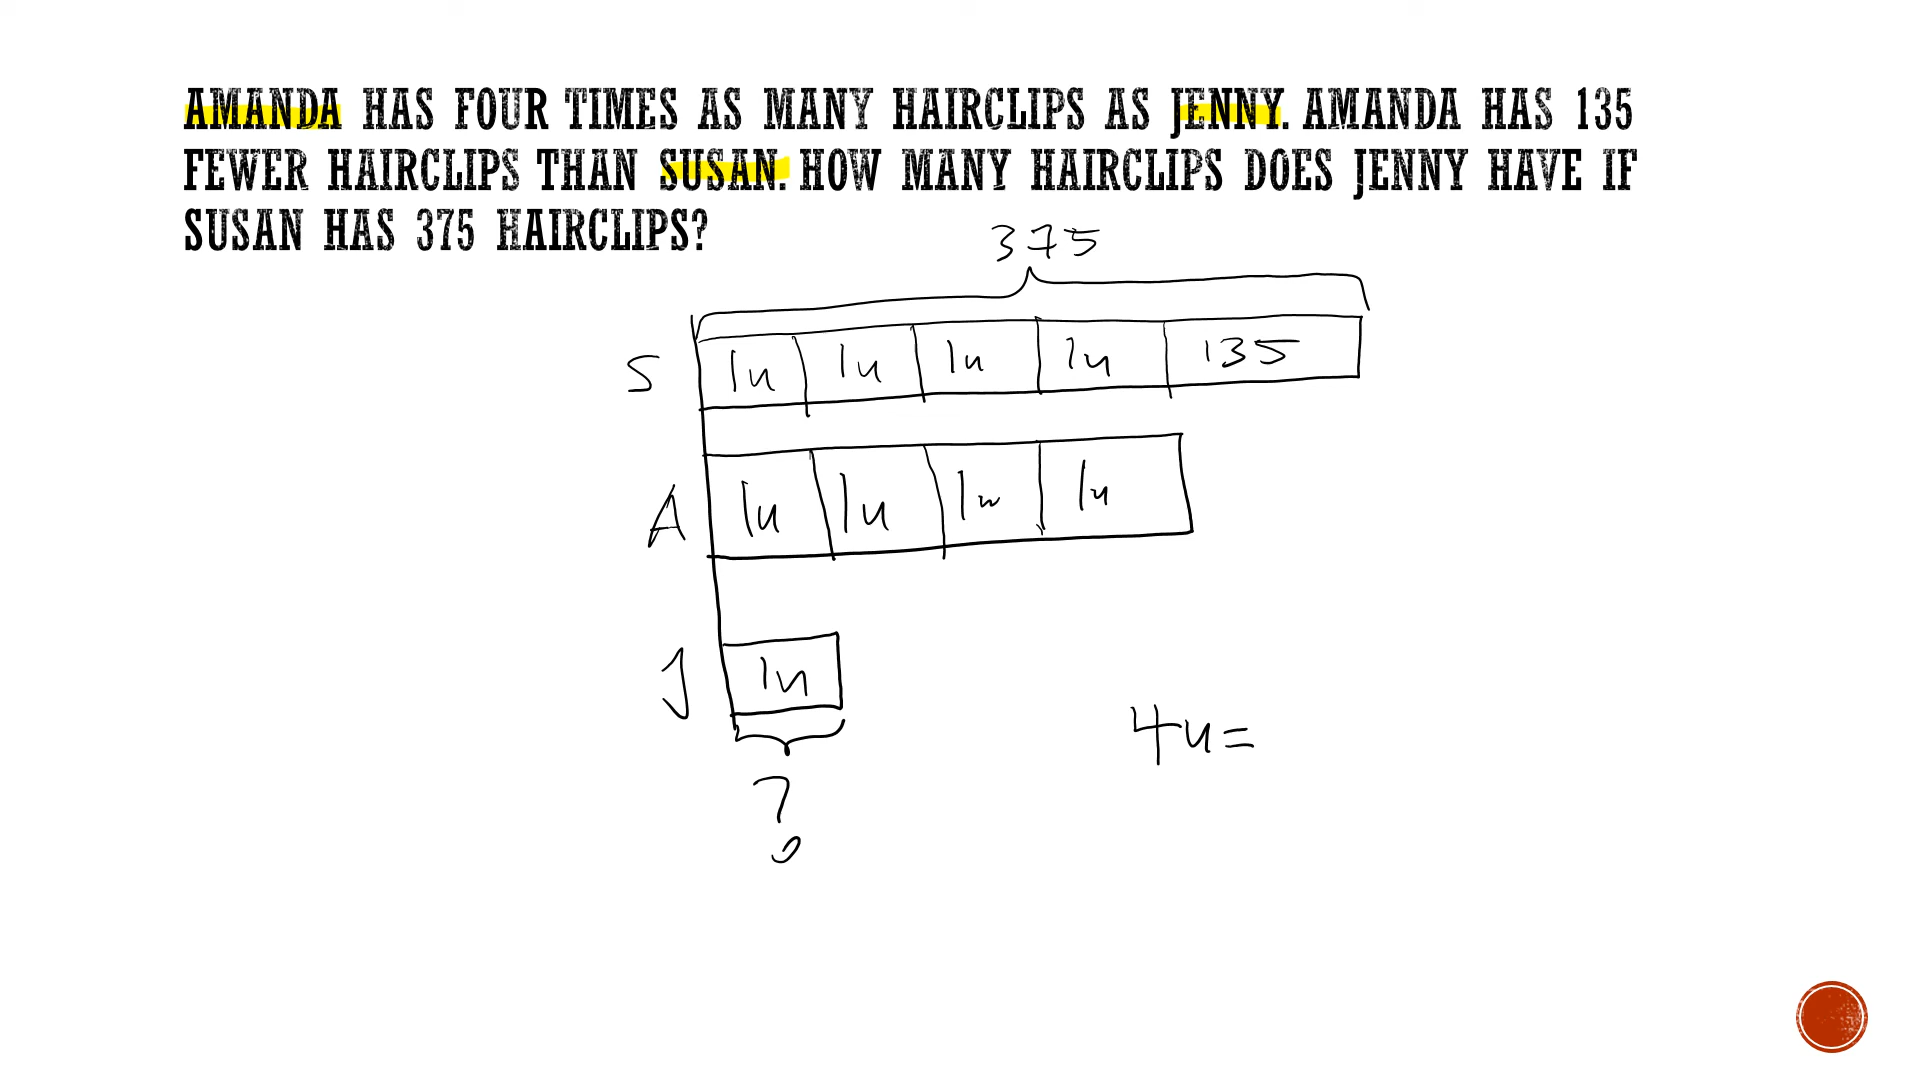 AMANDA HAS FOUR TIMES AS MANY HAIRCLIPS AS JENNY. AMANDA HAS 135
FEWER HAIRCLIPS THAN SUSAN. HOW MANY HAIRCLIPS DOES JENNY HAVE IF
SUSAN HAS 375 HAIRCLIPS?
375
S 1u 1u 1u 1u 135
A 1u 1u 1u 1u
J 1u
4u=
?